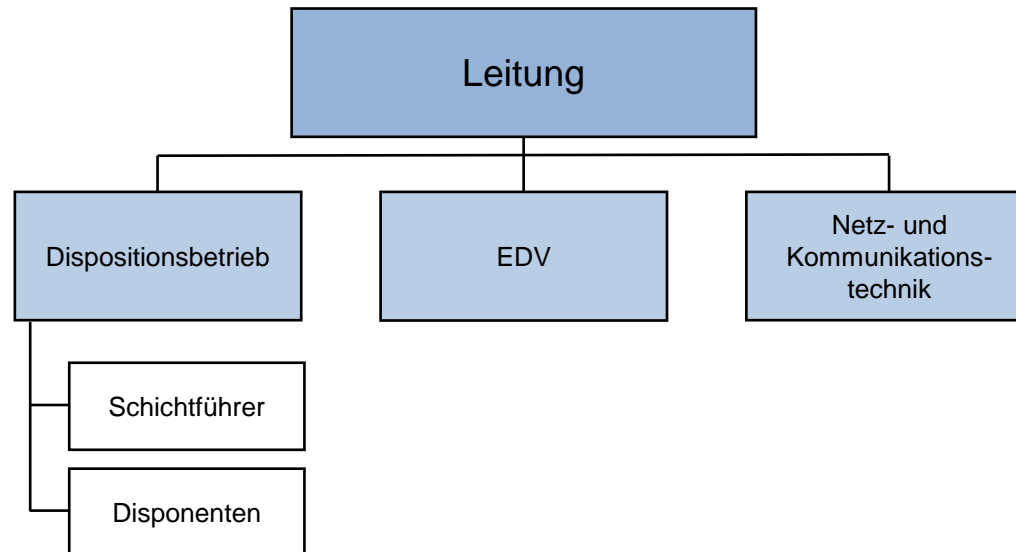 Leitung
Dispositionsbetrieb
EDV
Netz- und
Kommunikations-
technik
Schichtführer
Disponenten